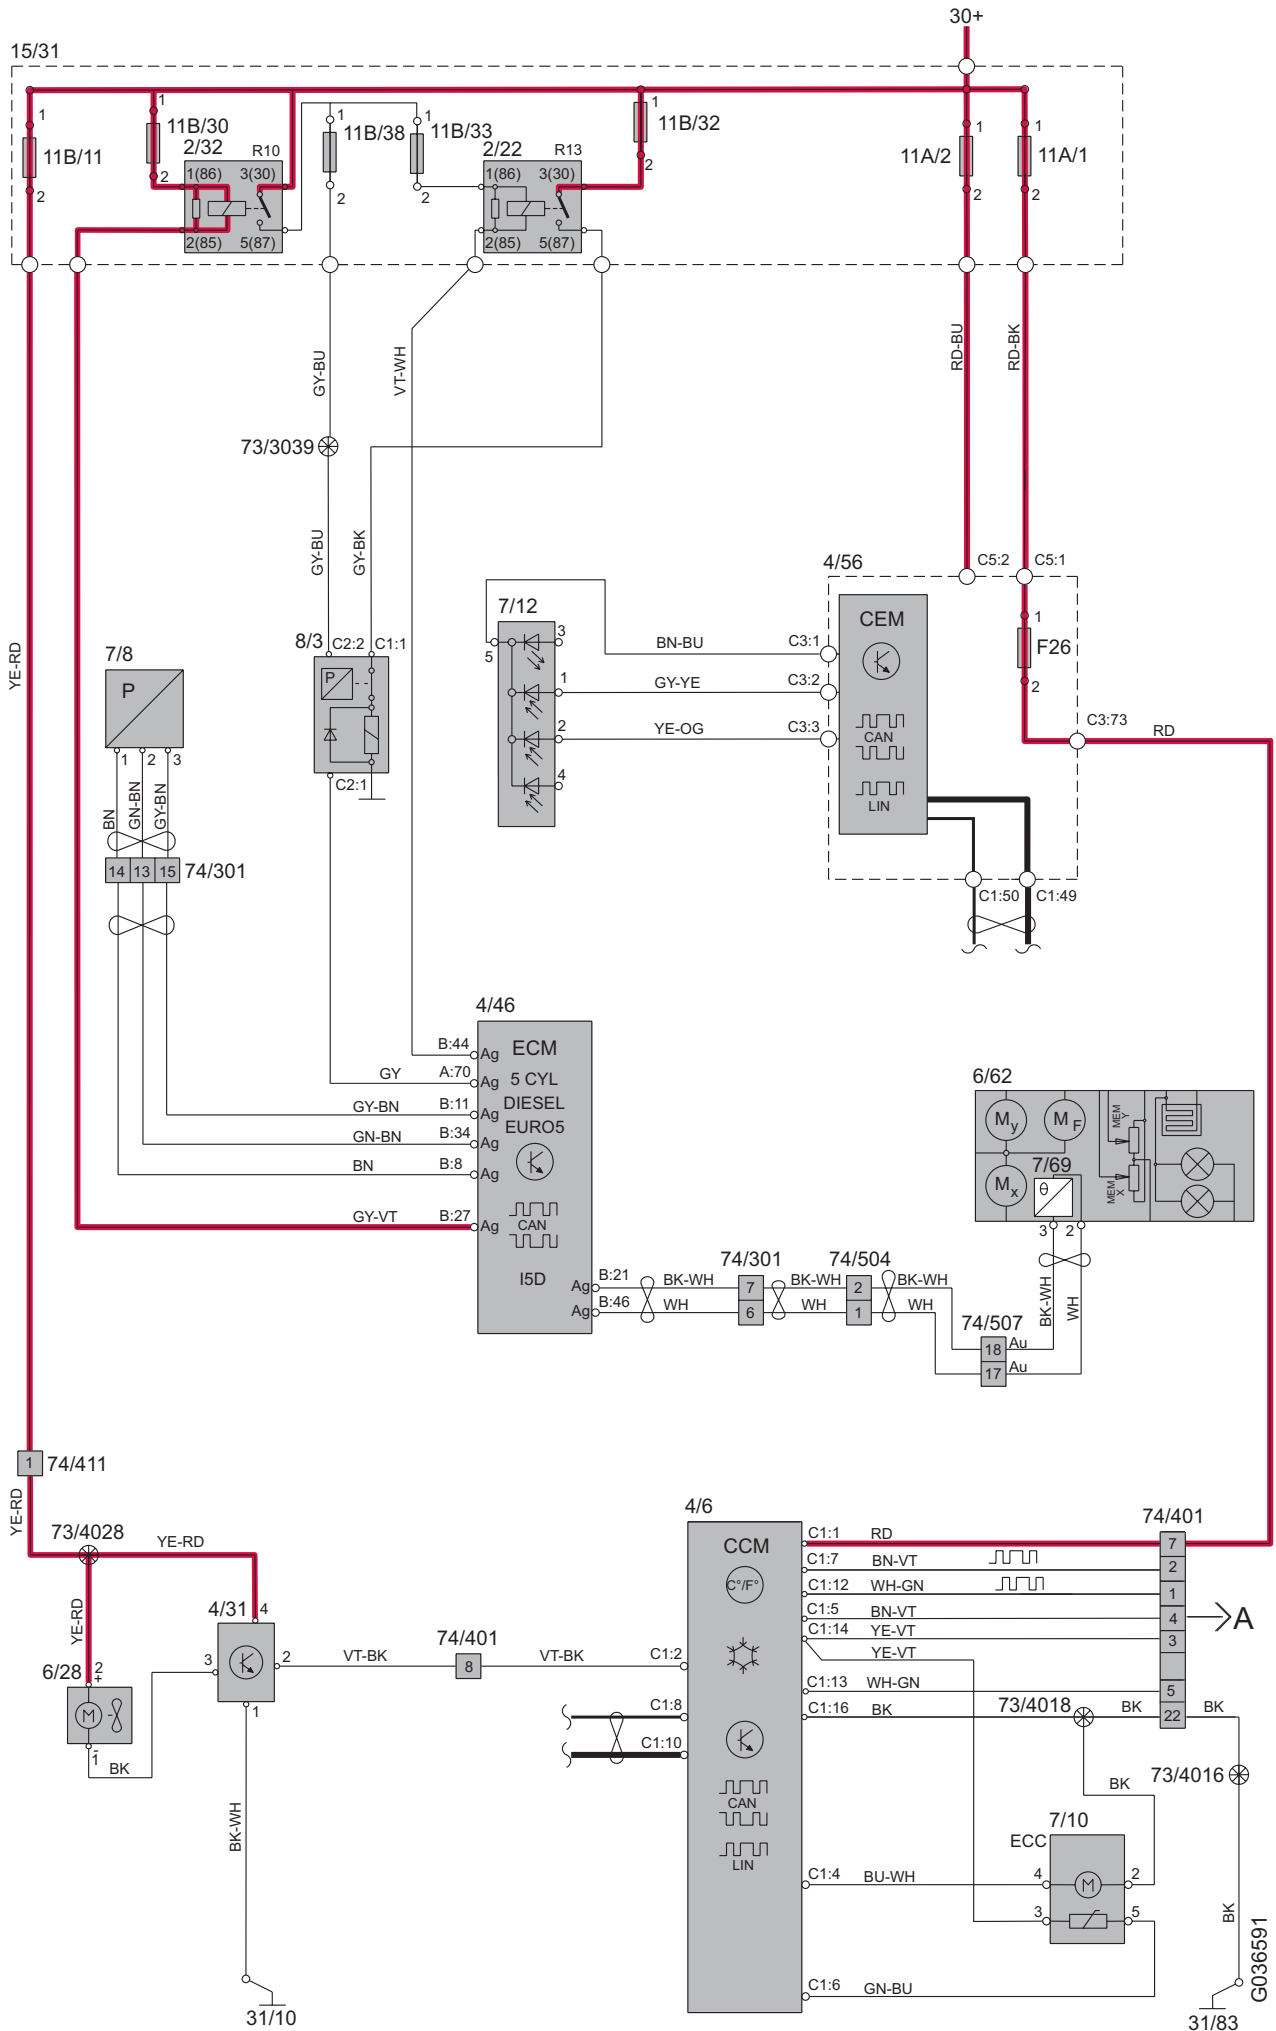 30+
15/31
1
11B/11
2
1
11B/30
2
2/32
R10
1(86)
3(30)
2(85)
5(87)
1
11B/38
2
1
11B/33
2
2/22
R13
1(86)
3(30)
2(85)
5(87)
1
11B/32
2
1
11A/2
2
1
11A/1
2
GY-BU
VT-WH
RD-BU
RD-BK
73/3039
GY-BU
GY-BK
YE-RD
7/8
P
1
2
3
BN
GN-BN
GY-BN
14
13
15
74/301
8/3
C2:2
C1:1
P
C2:1
7/12
5
3
1
2
4
BN-BU
C3:1
GY-YE
C3:2
YE-OG
C3:3
4/56
C5:2
C5:1
CEM
CAN
LIN
1
F26
2
C3:73
RD
C1:50
C1:49
4/46
B:44
Ag
ECM
GY
A:70
Ag
5 CYL
GY-BN
B:11
Ag
DIESEL
GN-BN
B:34
Ag
EURO5
BN
B:8
Ag
GY-VT
B:27
Ag
CAN
I5D
Ag
B:21
Ag
B:46
BK-WH
WH
74/301
7
6
BK-WH
WH
74/504
2
1
BK-WH
WH
74/507
18
Au
17
Au
BK-WH
WH
6/62
My
MF
Mx
7/69
θ
MEM
Y
MEM
X
3
2
1
74/411
YE-RD
73/4028
YE-RD
YE-RD
4/31
4
3
2
1
6/28
2
+
M
-
1
BK
BK-WH
31/10
VT-BK
74/401
8
VT-BK
4/6
CCM
C°/F°
C1:2
C1:8
C1:10
CAN
LIN
C1:1
RD
C1:7
BN-VT
C1:12
WH-GN
C1:5
BN-VT
C1:14
YE-VT
YE-VT
C1:13
WH-GN
C1:16
BK
C1:4
BU-WH
C1:6
GN-BU
74/401
7
2
1
4
3
5
22
A
73/4018
BK
BK
BK
73/4016
7/10
ECC
4
M
2
3
5
BK
31/83
G036591